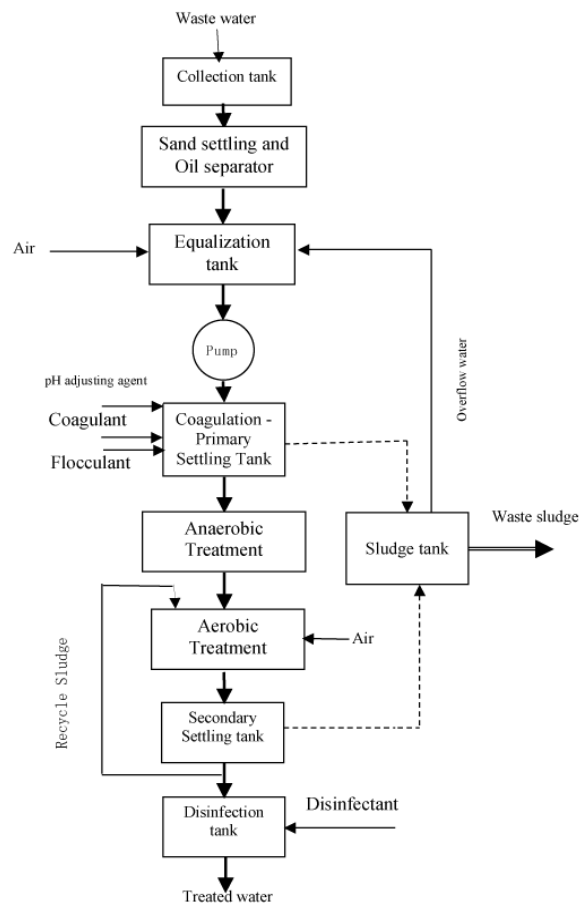 Waste water
Collection tank
Sand settling and
Oil separator
Air
Equalization
tank
Pump
Overflow water
pH adjusting agent
Coagulant
Flocculant
Coagulation -
Primary
Settling Tank
Waste sludge
Anaerobic
Treatment
Sludge tank
Aerobic
Treatment
Air
Recycle Sludge
Secondary
Settling tank
Disinfection
tank
Disinfectant
Treated water